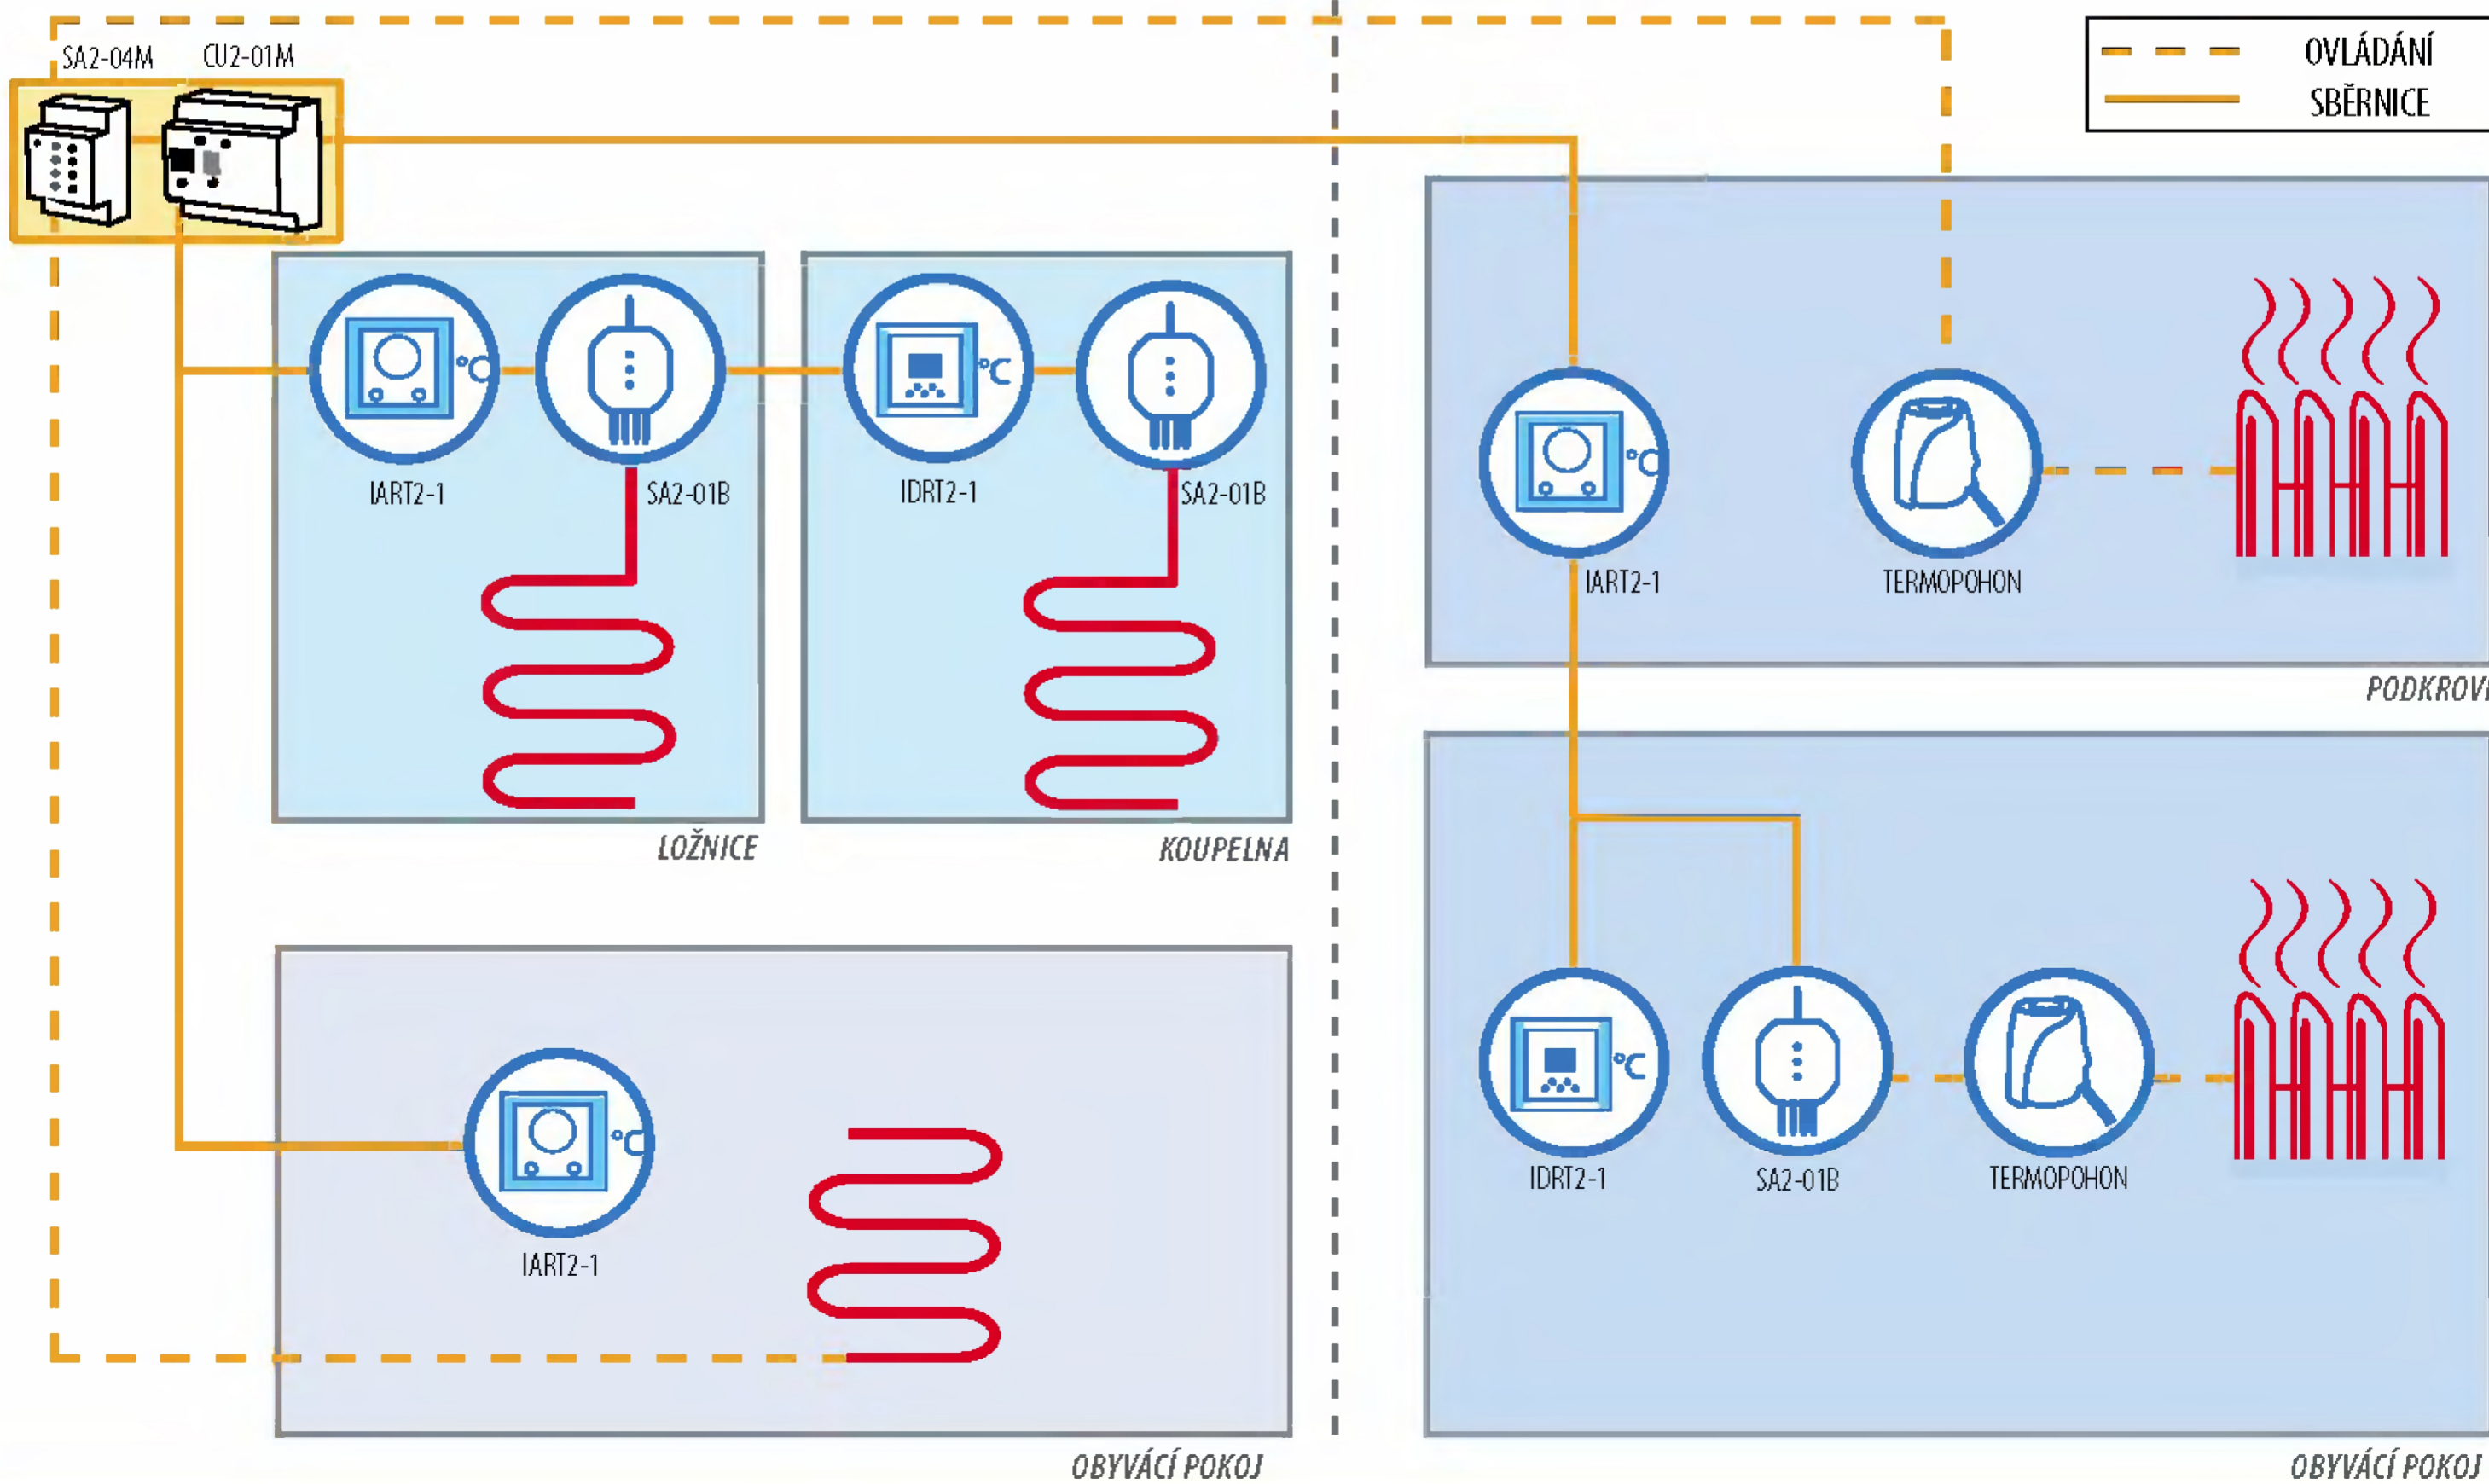 SA2-04M
CU2-01M
OVLÁDÁNÍ
SBĚRNICE
°C
°C
IART2-1
SA2-01B
IDRT2-1
SA2-01B
LOŽNICE
KOUPELNA
°C
IART2-1
TERMOPOHON
PODKROVÍ
°C
IART2-1
OBYVÁCÍ POKOJ
°C
IDRT2-1
SA2-01B
TERMOPOHON
OBYVÁCÍ POKOJ